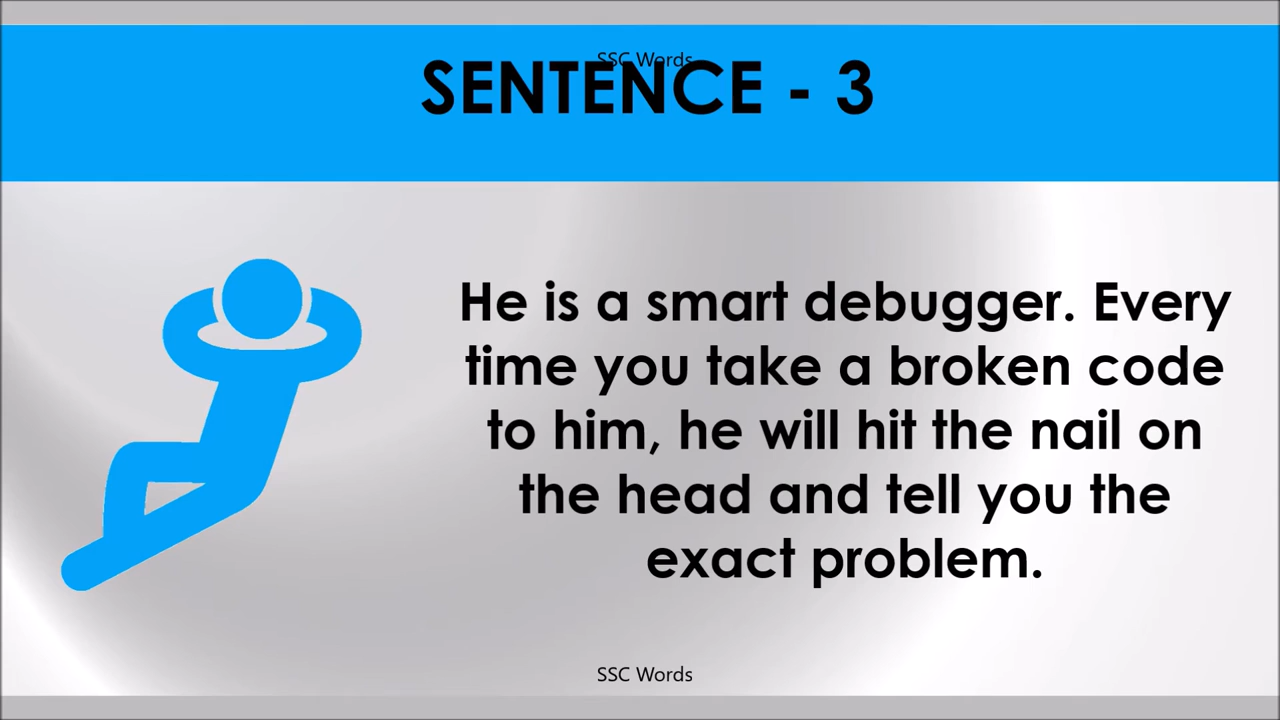 SSC Words
SENTENCE - 3
He is a smart debugger. Every
time you take a broken code
to him, he will hit the nail on
the head and tell you the
exact problem.
SSC Words